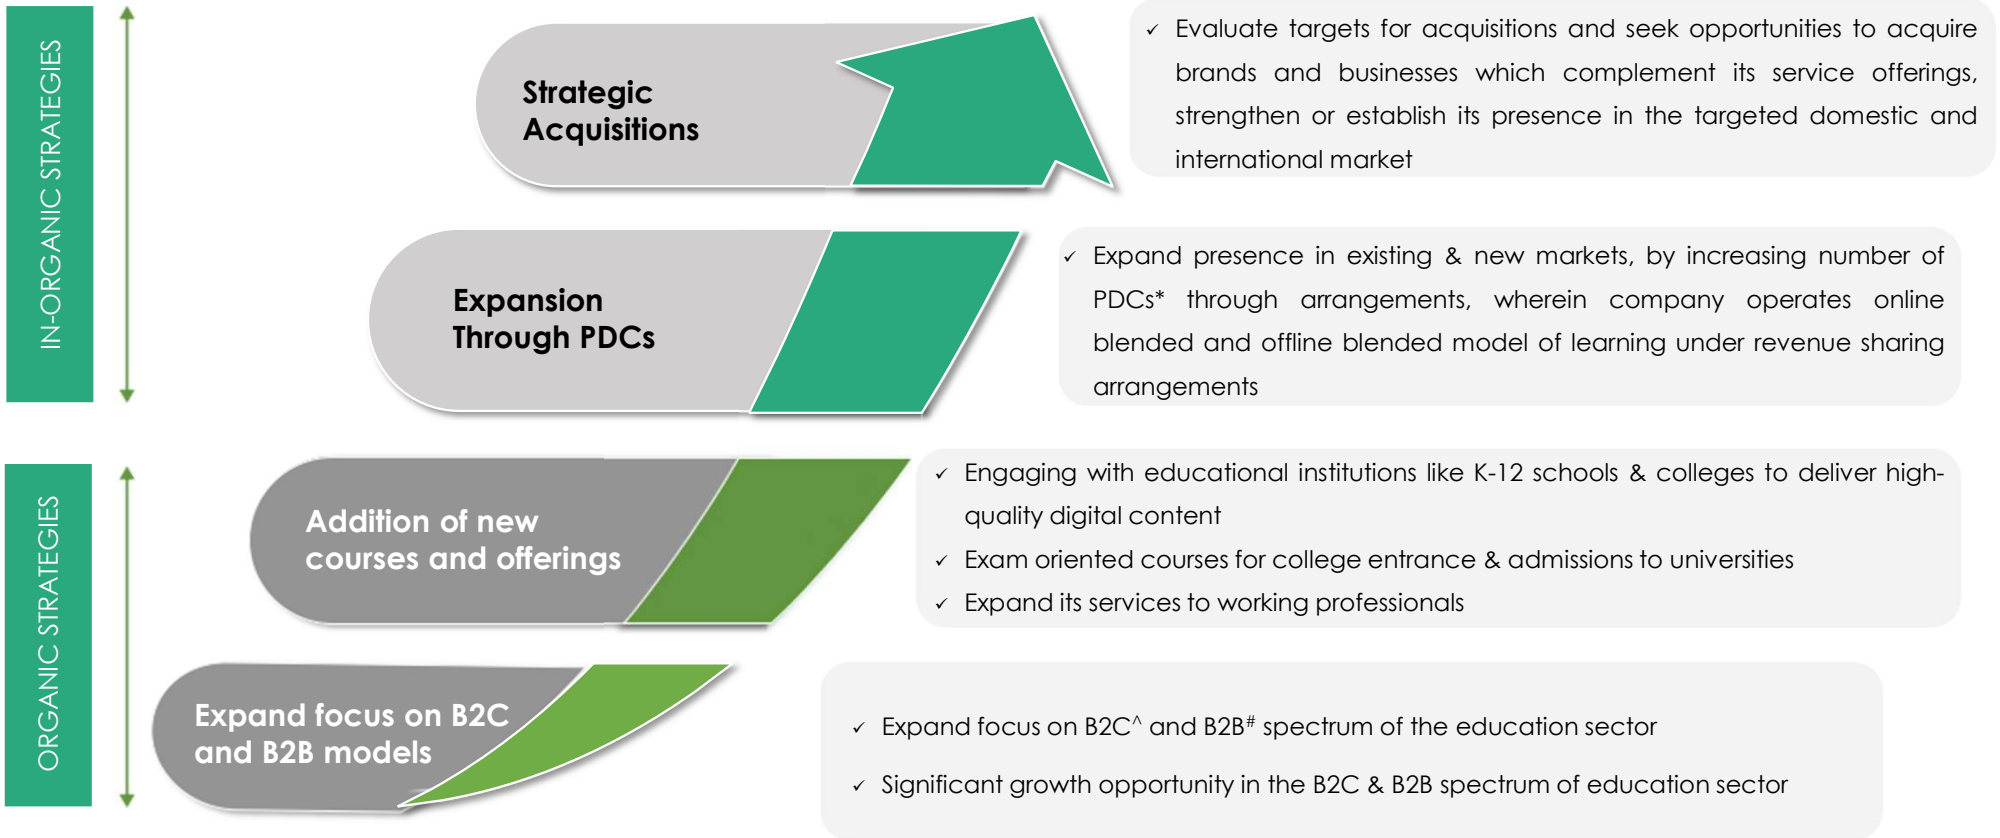 IN-ORGANIC STRATEGIES
Strategic
Acquisitions
✓ Evaluate targets for acquisitions and seek opportunities to acquire
brands and businesses which complement its service offerings,
strengthen or establish its presence in the targeted domestic and
international market
Expansion
Through PDCs
✓ Expand presence in existing & new markets, by increasing number of
PDCs* through arrangements, wherein company operates online
blended and offline blended model of learning under revenue sharing
arrangements
ORGANIC STRATEGIES
Addition of new
courses and offerings
✓ Engaging with educational institutions like K-12 schools & colleges to deliver high-
quality digital content
✓ Exam oriented courses for college entrance & admissions to universities
✓ Expand its services to working professionals
Expand focus on B2C
and B2B models
✓ Expand focus on B2C^ and B2B# spectrum of the education sector
✓ Significant growth opportunity in the B2C & B2B spectrum of education sector